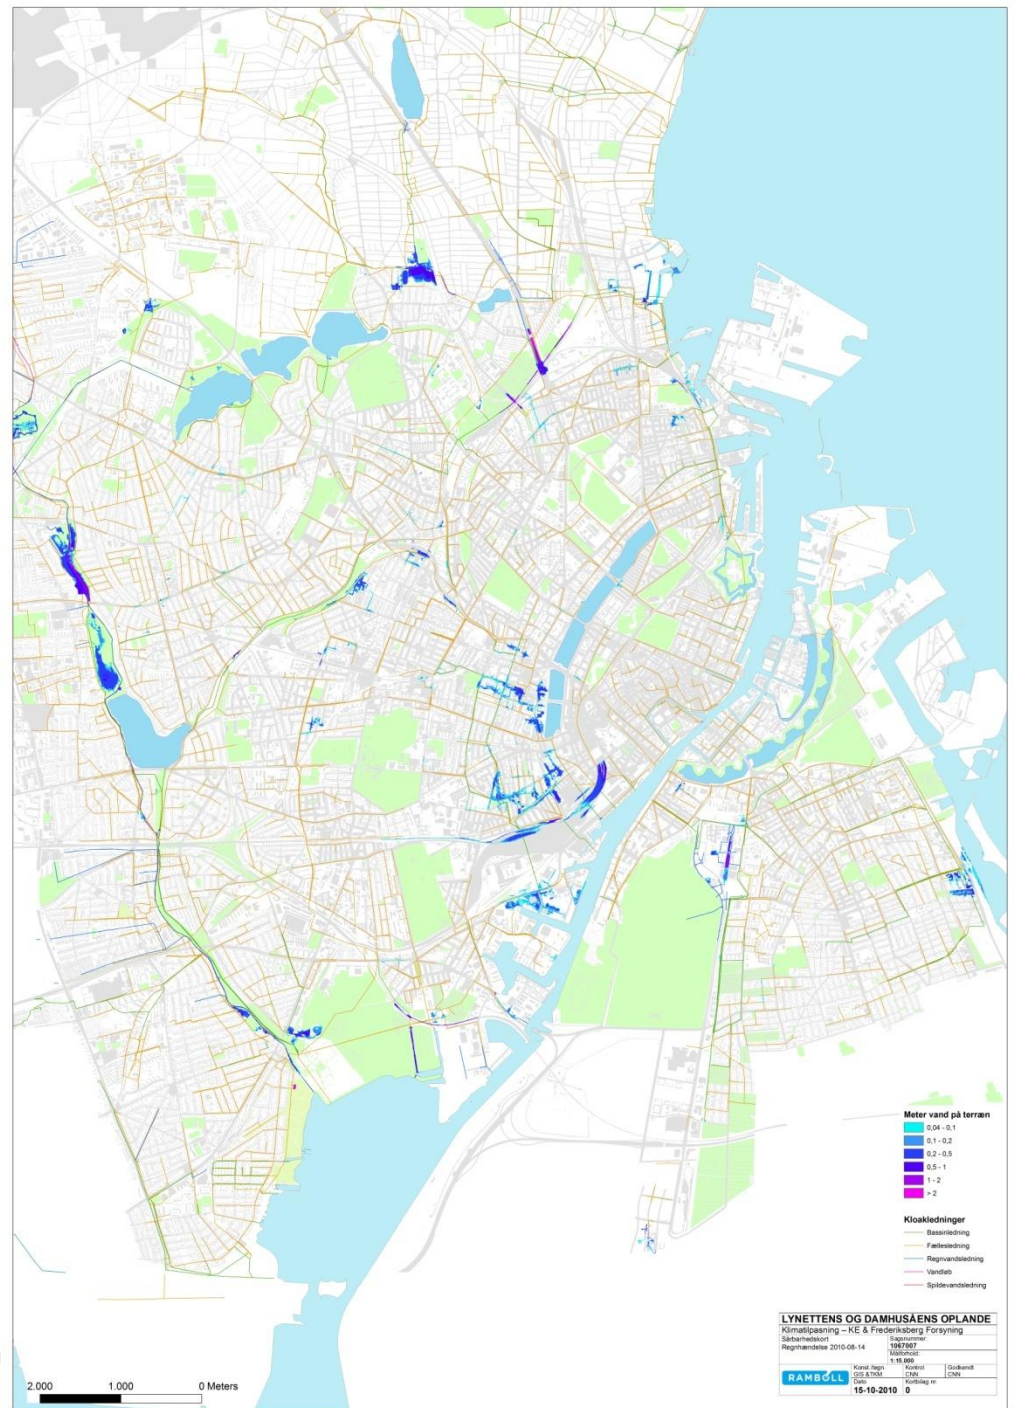 Meter vand på terræn
0,04 - 0,1
0,1 - 0,2
0,2 - 0,5
0,5 - 1
1 - 2
> 2
Kloakledninger
Bassinledning
Fællesledning
Regnvandsledning
Vandløb
Spildevandsledning
LYNETTENS OG DAMHUSÅENS OPLANDE
Klimatilpasning – KE & Frederiksberg Forsyning
Sårbarhedskort
Regnhændelse 2010-08-14
Sagsnummer:
1067007
Målforhold:
1:15.000
RAMBOLL
Konst./tegn.
GIS &TKM
Kontrol
CNN
Godkendt
CNN
Dato
15-10-2010
Kortbilag nr.
0
2.000 1.000 0 Meters